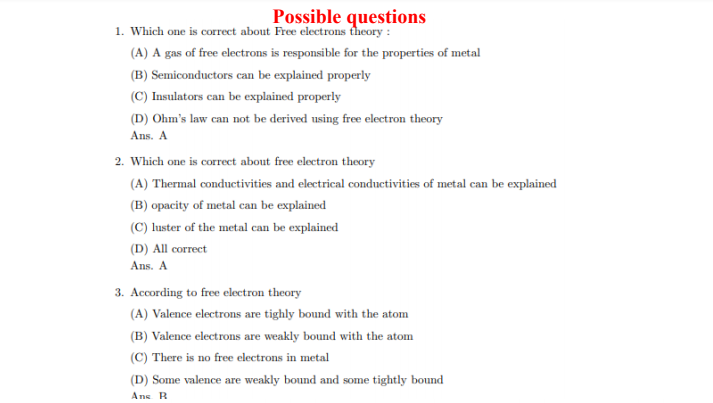 Possible questions
1. Which one is correct about Free electrons theory :
(A) A gas of free electrons is responsible for the properties of metal
(B) Semiconductors can be explained properly
(C) Insulators can be explained properly
(D) Ohm's law can not be derived using free electron theory
Ans. A
2. Which one is correct about free electron theory
(A) Thermal conductivities and electrical conductivities of metal can be explained
(B) opacity of metal can be explained
(C) luster of the metal can be explained
(D) All correct
Ans. A
3. According to free electron theory
(A) Valence electrons are tighly bound with the atom
(B) Valence electrons are weakly bound with the atom
(C) There is no free electrons in metal
(D) Some valence are weakly bound and some tightly bound
Ans. B